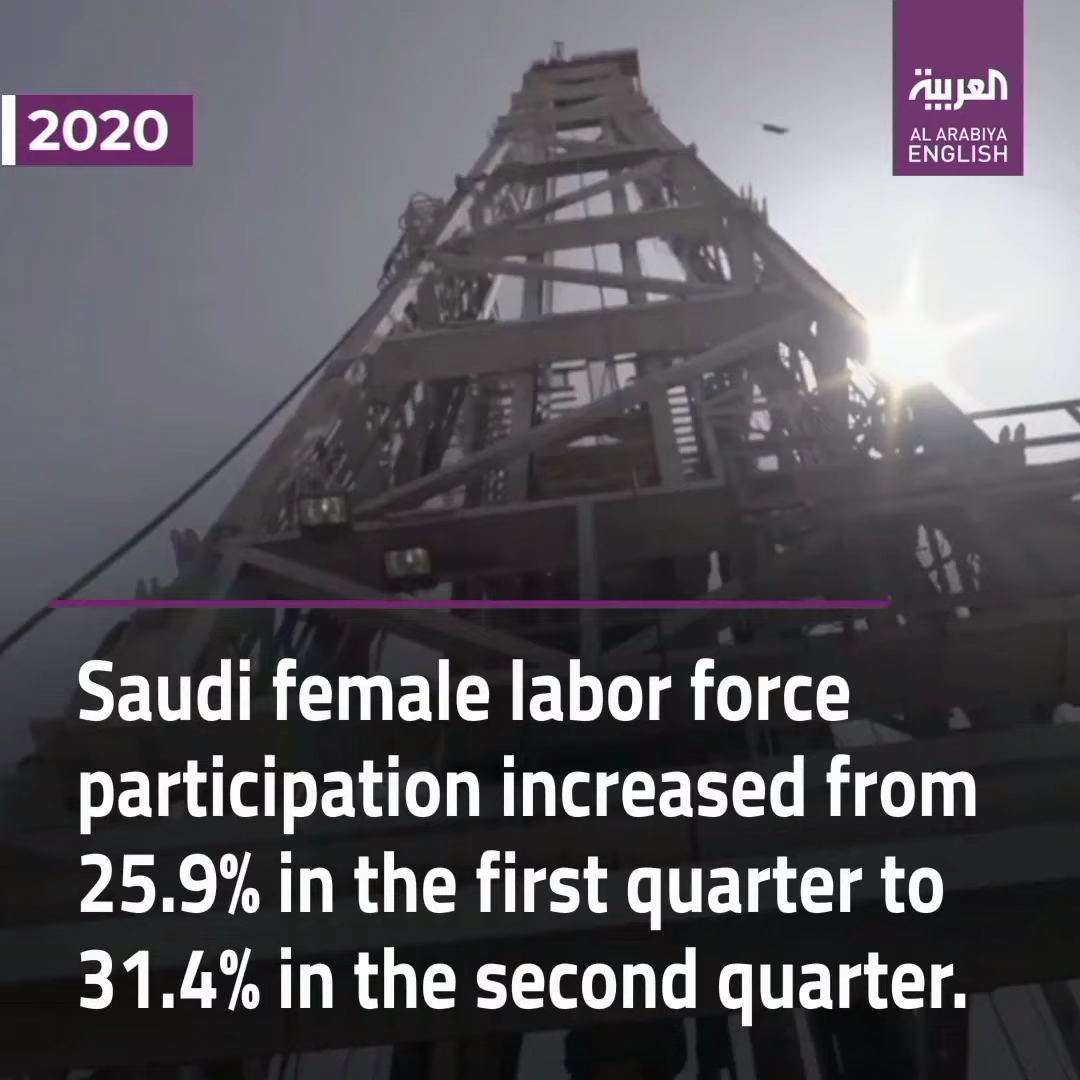 2020
العربية
AL ARABIYA
ENGLISH
Saudi female labor force
participation increased from
25.9% in the first quarter to
31.4% in the second quarter.